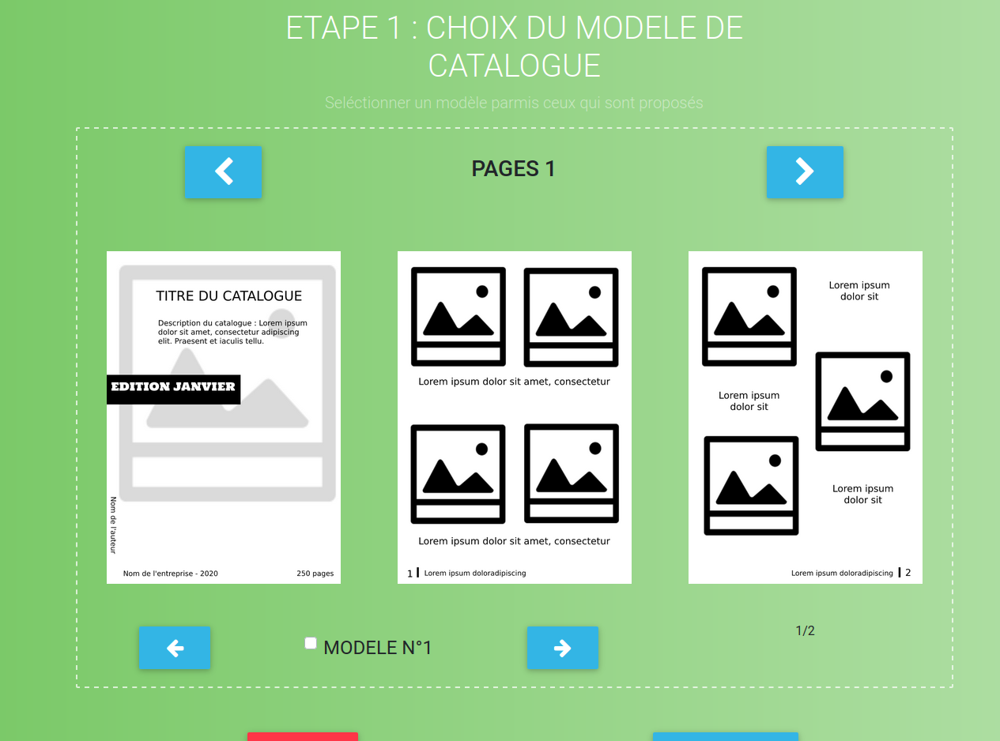 ETAPE 1 : CHOIX DU MODELE DE
CATALOGUE
Seléctionner un modèle parmis ceux qui sont proposés
PAGES 1
TITRE DU CATALOGUE
Description du catalogue : Lorem ipsum
dolor sit amet, consectetur adipiscing
elit. Praesent et iaculis tellu.
EDITION JANVIER
Nom de l'auteur
Nom de l'entreprise - 2020
250 pages
Lorem ipsum dolor sit amet, consectetur
Lorem ipsum dolor sit amet, consectetur
1 Lorem ipsum doloradipiscing
Lorem ipsum
dolor sit
Lorem ipsum
dolor sit
Lorem ipsum
dolor sit
Lorem ipsum doloradipiscing 2
MODELE N°1
1/2